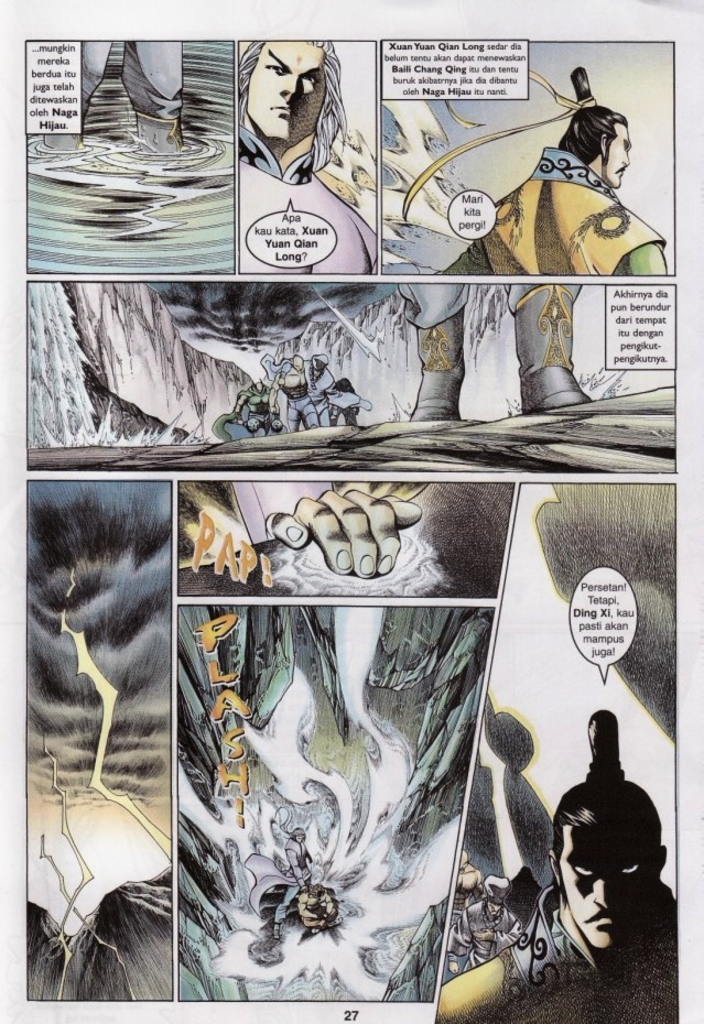 ...mungkin
mereka
berdua itu
juga telah
ditewaskan
oleh Naga
Hijau.
Apa
kau kata, Xuan
Yuan Qian
Long?
Xuan Yuan Qian Long sedar dia
belum tentu akan dapat menewaskan
Baili Chang Qing itu dan tentu
buruk akibatnya jika dia dibantu
oleh Naga Hijau itu nanti.
Mari
kita
pergi!
Akhirnya dia
pun berundur
dari tempat
itu dengan
pengikut-
pengikutnya.
PAP!
PLASH!!
Persetan!
Tetapi,
Ding Xi, kau
pasti akan
mampus
juga!
27